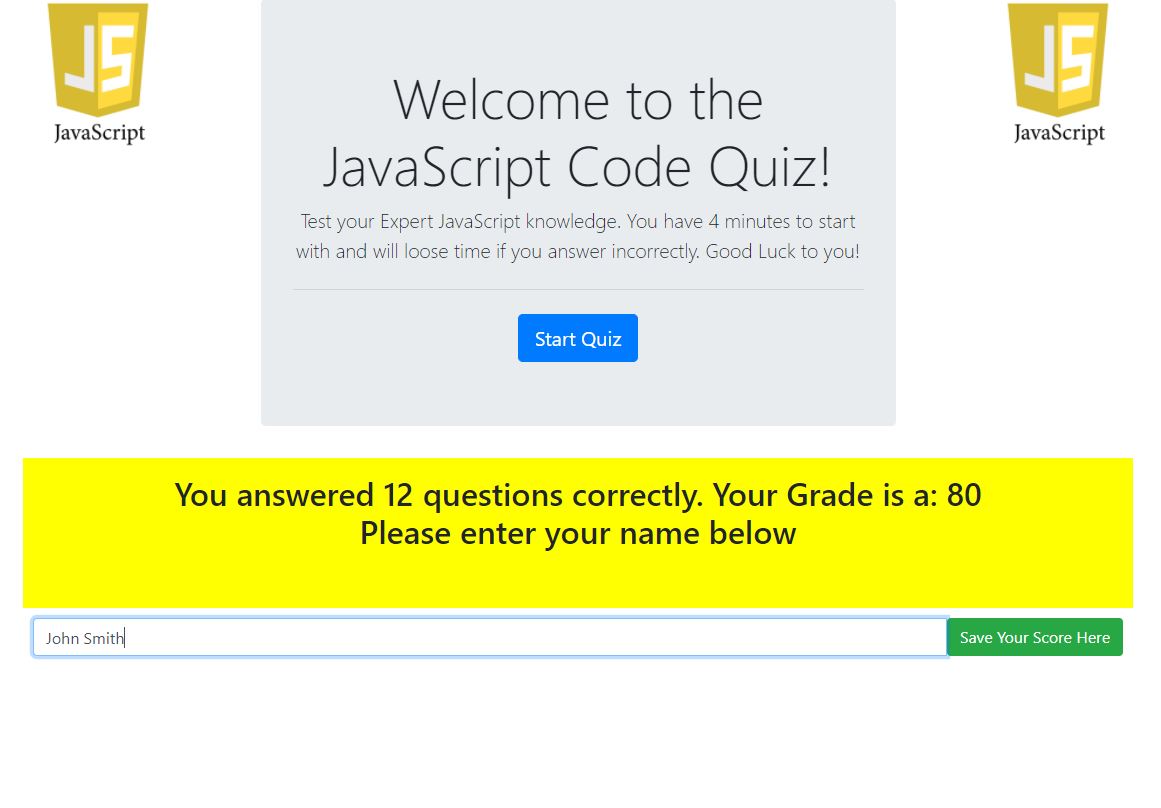 JS
JavaScript
JS
JavaScript
Welcome to the
JavaScript Code Quiz!
Test your Expert JavaScript knowledge. You have 4 minutes to start
with and will loose time if you answer incorrectly. Good Luck to you!
Start Quiz
You answered 12 questions correctly. Your Grade is a: 80
Please enter your name below
John Smith
Save Your Score Here